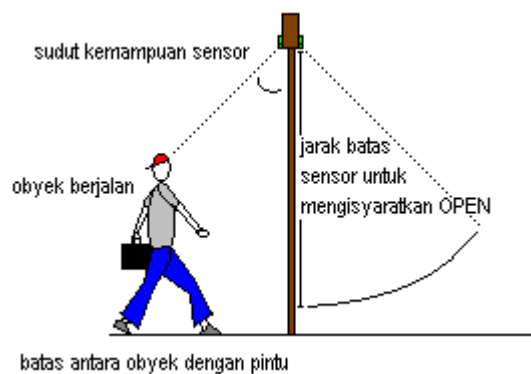 sudut kemampuan sensor
jarak batas
sensor untuk
mengisyaratkan OPEN
obyek berjalan
batas antara obyek dengan pintu